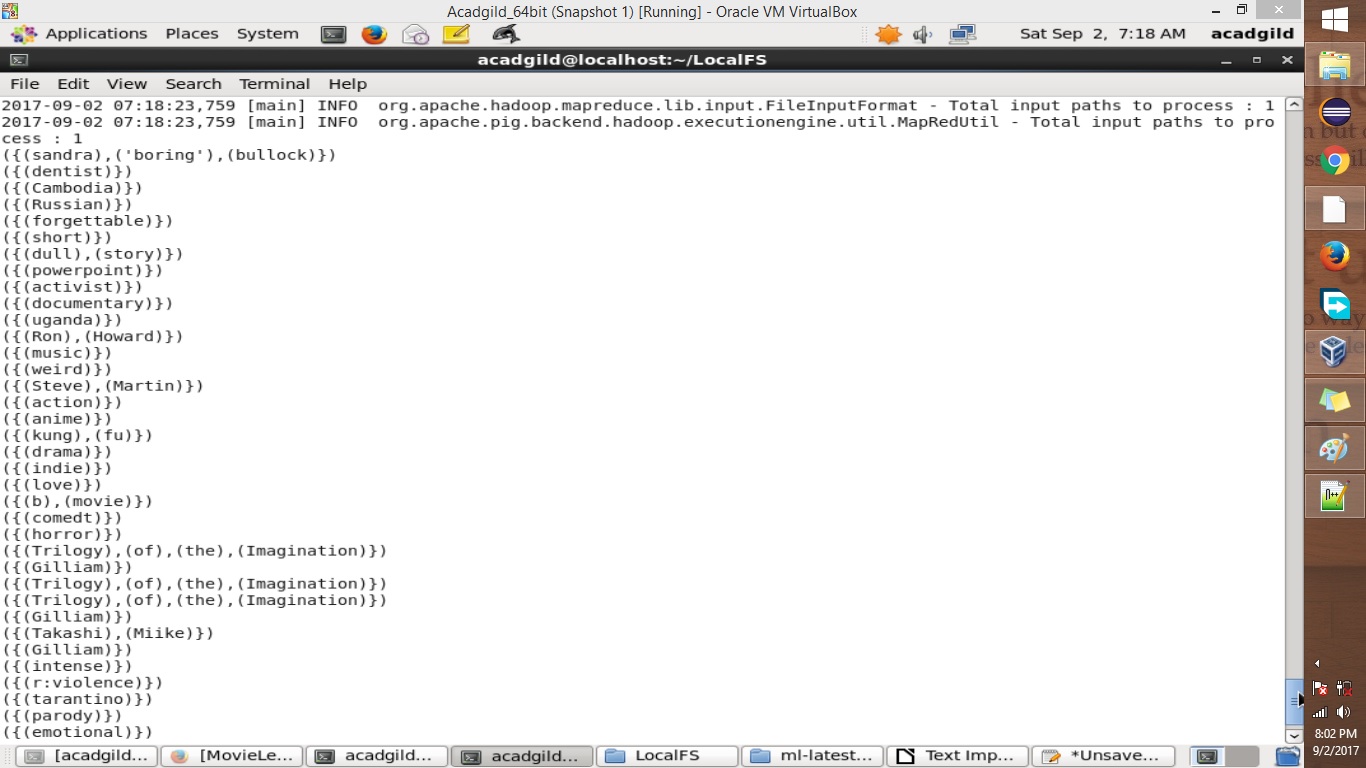 Acadgild_64bit (Snapshot 1) [Running] - Oracle VM VirtualBox
Applications Places System Sat Sep 2, 7:18 AM acadgild
acadgild@localhost:~/LocalFS
File Edit View Search Terminal Help
2017-09-02 07:18:23,759 [main] INFO  org.apache.hadoop.mapreduce.lib.input.FileInputFormat - Total input paths to process : 1
2017-09-02 07:18:23,759 [main] INFO  org.apache.pig.backend.hadoop.executionengine.util.MapRedUtil - Total input paths to pro
cess : 1
({(sandra),('boring'),(bullock)})
({(dentist)})
({(Cambodia)})
({(Russian)})
({(forgettable)})
({(short)})
({(dull),(story)})
({(powerpoint)})
({(activist)})
({(documentary)})
({(uganda)})
({(Ron),(Howard)})
({(music)})
({(weird)})
({(Steve),(Martin)})
({(action)})
({(anime)})
({(kung),(fu)})
({(drama)})
({(indie)})
({(love)})
({(b),(movie)})
({(comedt)})
({(horror)})
({(Trilogy),(of),(the),(Imagination)})
({(Gilliam)})
({(Trilogy),(of),(the),(Imagination)})
({(Trilogy),(of),(the),(Imagination)})
({(Gilliam)})
({(Takashi),(Miike)})
({(Gilliam)})
({(intense)})
({(r:violence)})
({(tarantino)})
({(parody)})
({(emotional)})
[acadgild... [MovieLe... acadgild... acadgild... LocalFS ml-latest... Text Imp... *Unsave...
8:02 PM
9/2/2017